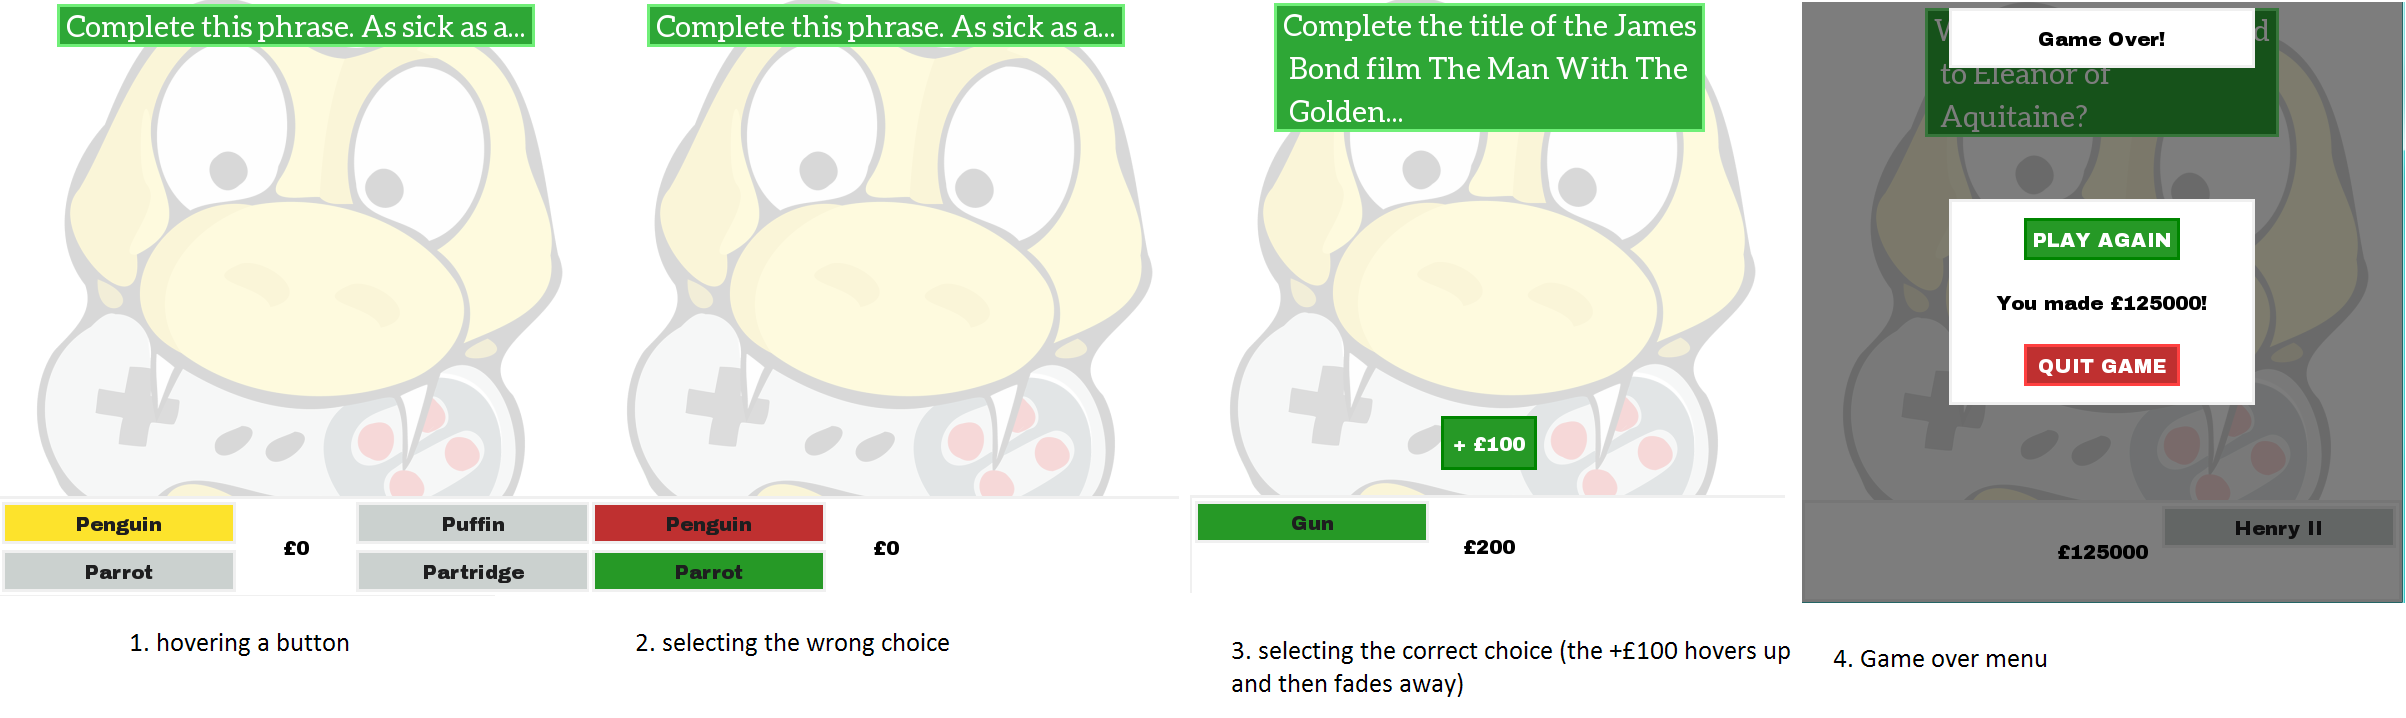 Complete this phrase. As sick as a...
Penguin
Puffin
£0
Parrot
Partridge
1. hovering a button
Complete this phrase. As sick as a...
Penguin
£0
Parrot
2. selecting the wrong choice
Complete the title of the James
Bond film The Man With The
Golden...
+ £100
Gun
£200
3. selecting the correct choice (the +£100 hovers up
and then fades away)
Game Over!
to Eleanor of
Aquitaine?
PLAY AGAIN
You made £125000!
QUIT GAME
Henry II
£125000
4. Game over menu